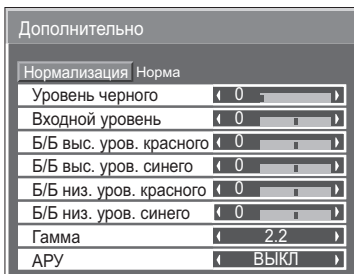 Дополнительно
Нормализация Норма
Уровень черного 0
Входной уровень 0
Б/Б выс. уров. красного 0
Б/Б выс. уров. синего 0
Б/Б низ. уров. красного 0
Б/Б низ. уров. синего 0
Гамма 2.2
АРУ ВЫКЛ